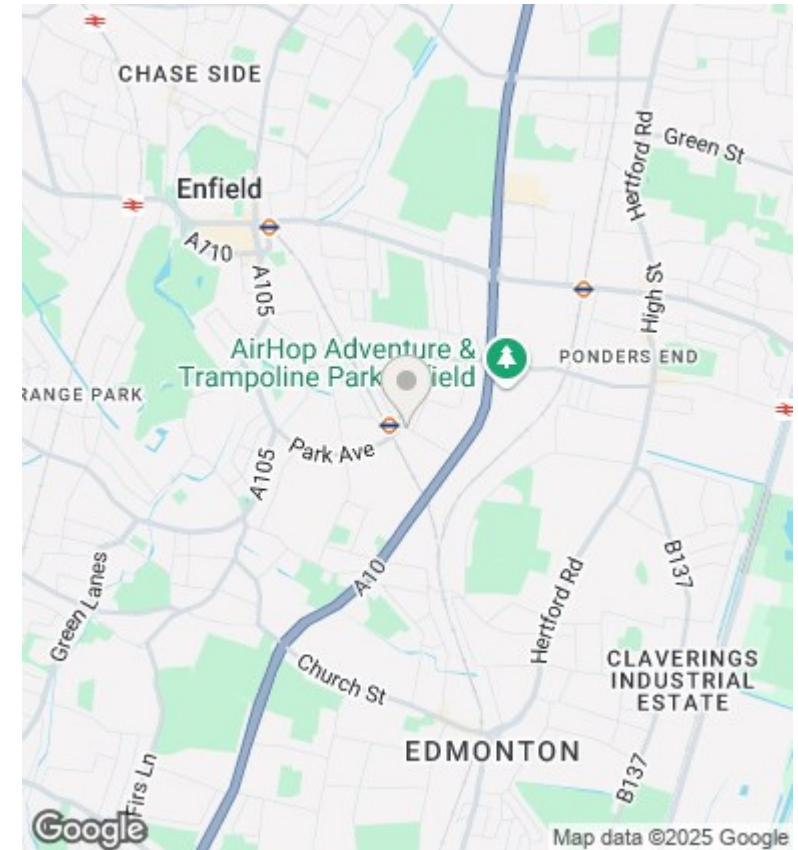 CHASE SIDE
Green St
Hertford Rd
Enfield
A110
A105
High St
AirHop Adventure &
Trampoline Park
field
PONDERS END
RANGE PARK
Park Ave
A105
A10
B137
Green Lanes
Hertford Rd
CLAVERINGS
INDUSTRIAL
ESTATE
Church St
EDMONTON
B137
Firs Ln
Google
Map data ©2025 Google